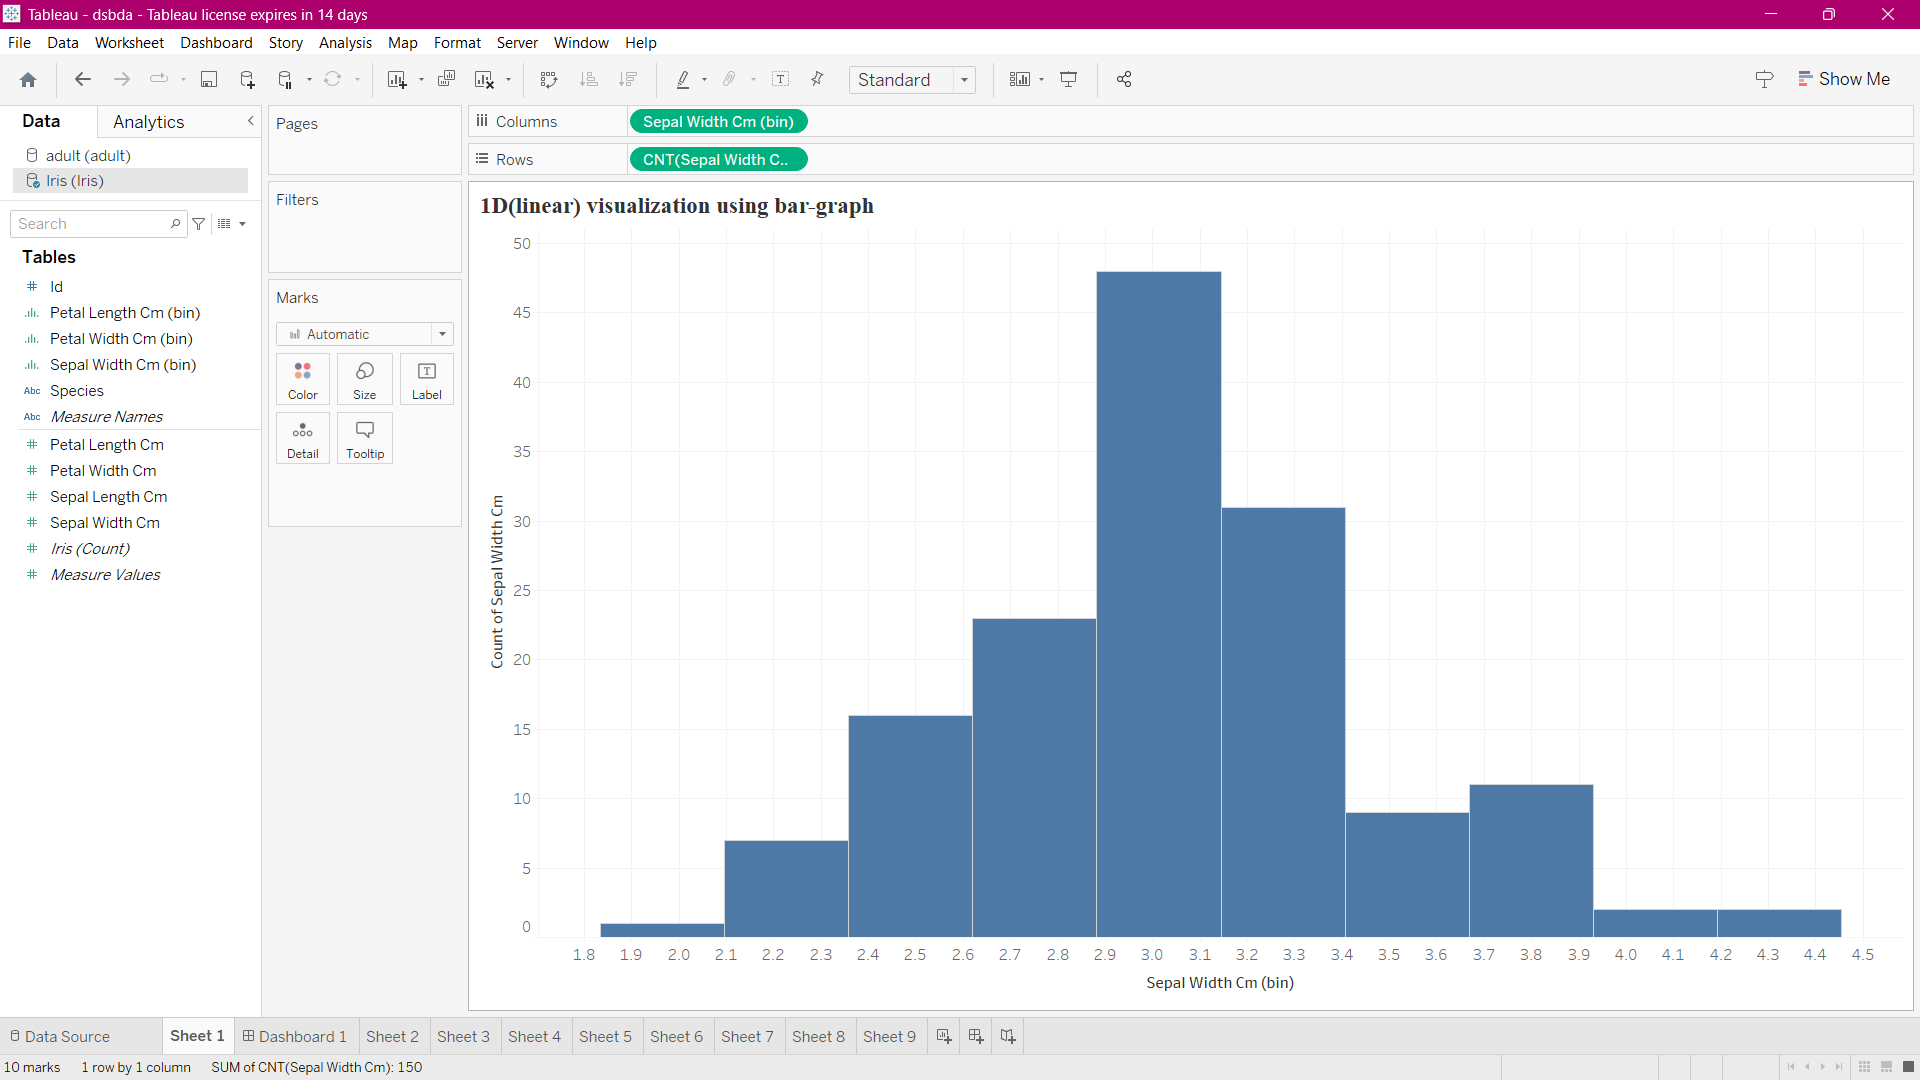 Tableau - dsbda - Tableau license expires in 14 days
File Data Worksheet Dashboard Story Analysis Map Format Server Window Help
Standard
Show Me
Data Analytics
adult (adult)
Iris (Iris)
Search
Tables
Id
Petal Length Cm (bin)
Petal Width Cm (bin)
Sepal Width Cm (bin)
Abc Species
Abc Measure Names
Petal Length Cm
Petal Width Cm
Sepal Length Cm
Sepal Width Cm
Iris (Count)
Measure Values
Pages
Filters
Marks
Automatic
Color Size Label
Detail Tooltip
Columns Sepal Width Cm (bin)
Rows CNT(Sepal Width C..
1D(linear) visualization using bar-graph
50
45
40
35
30
25
20
15
10
5
0
Count of Sepal Width Cm
1.8 1.9 2.0 2.1 2.2 2.3 2.4 2.5 2.6 2.7 2.8 2.9 3.0 3.1 3.2 3.3 3.4 3.5 3.6 3.7 3.8 3.9 4.0 4.1 4.2 4.3 4.4 4.5
Sepal Width Cm (bin)
Data Source Sheet 1 Dashboard 1 Sheet 2 Sheet 3 Sheet 4 Sheet 5 Sheet 6 Sheet 7 Sheet 8 Sheet 9
10 marks 1 row by 1 column SUM of CNT(Sepal Width Cm): 150